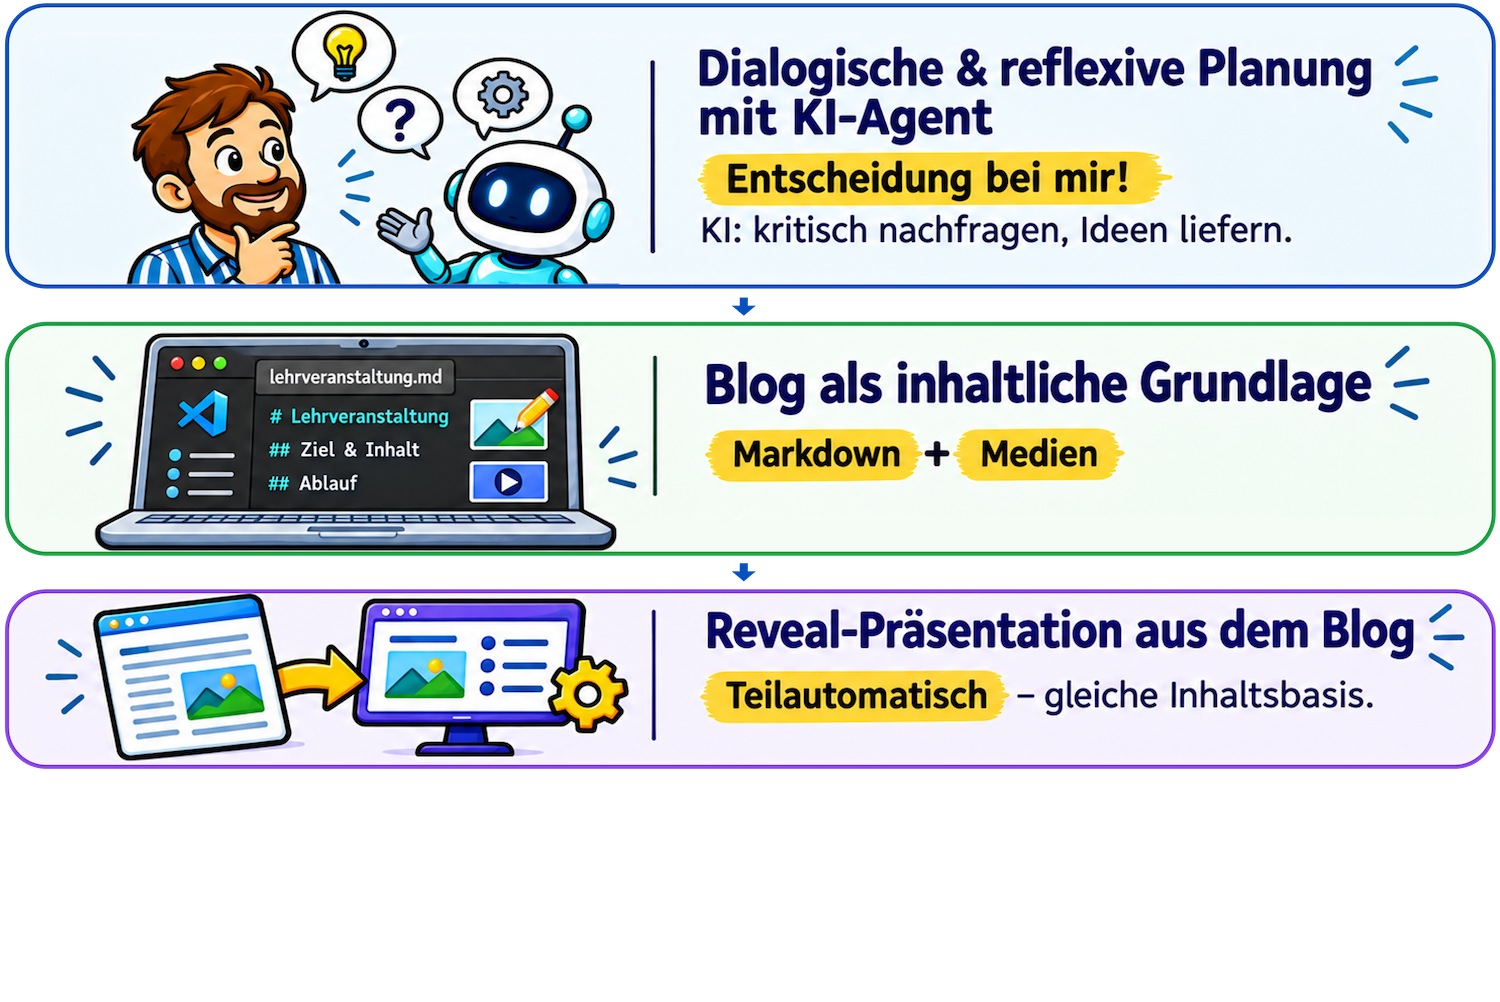 ?
Dialogische & reflexive Planung
mit KI-Agent
Entscheidung bei mir!
KI: kritisch nachfragen, Ideen liefern.
lehrveranstaltung.md
# Lehrveranstaltung
## Ziel & Inhalt
## Ablauf
Blog als inhaltliche Grundlage
Markdown + Medien
Reveal-Präsentation aus dem Blog
Teilautomatisch – gleiche Inhaltsbasis.